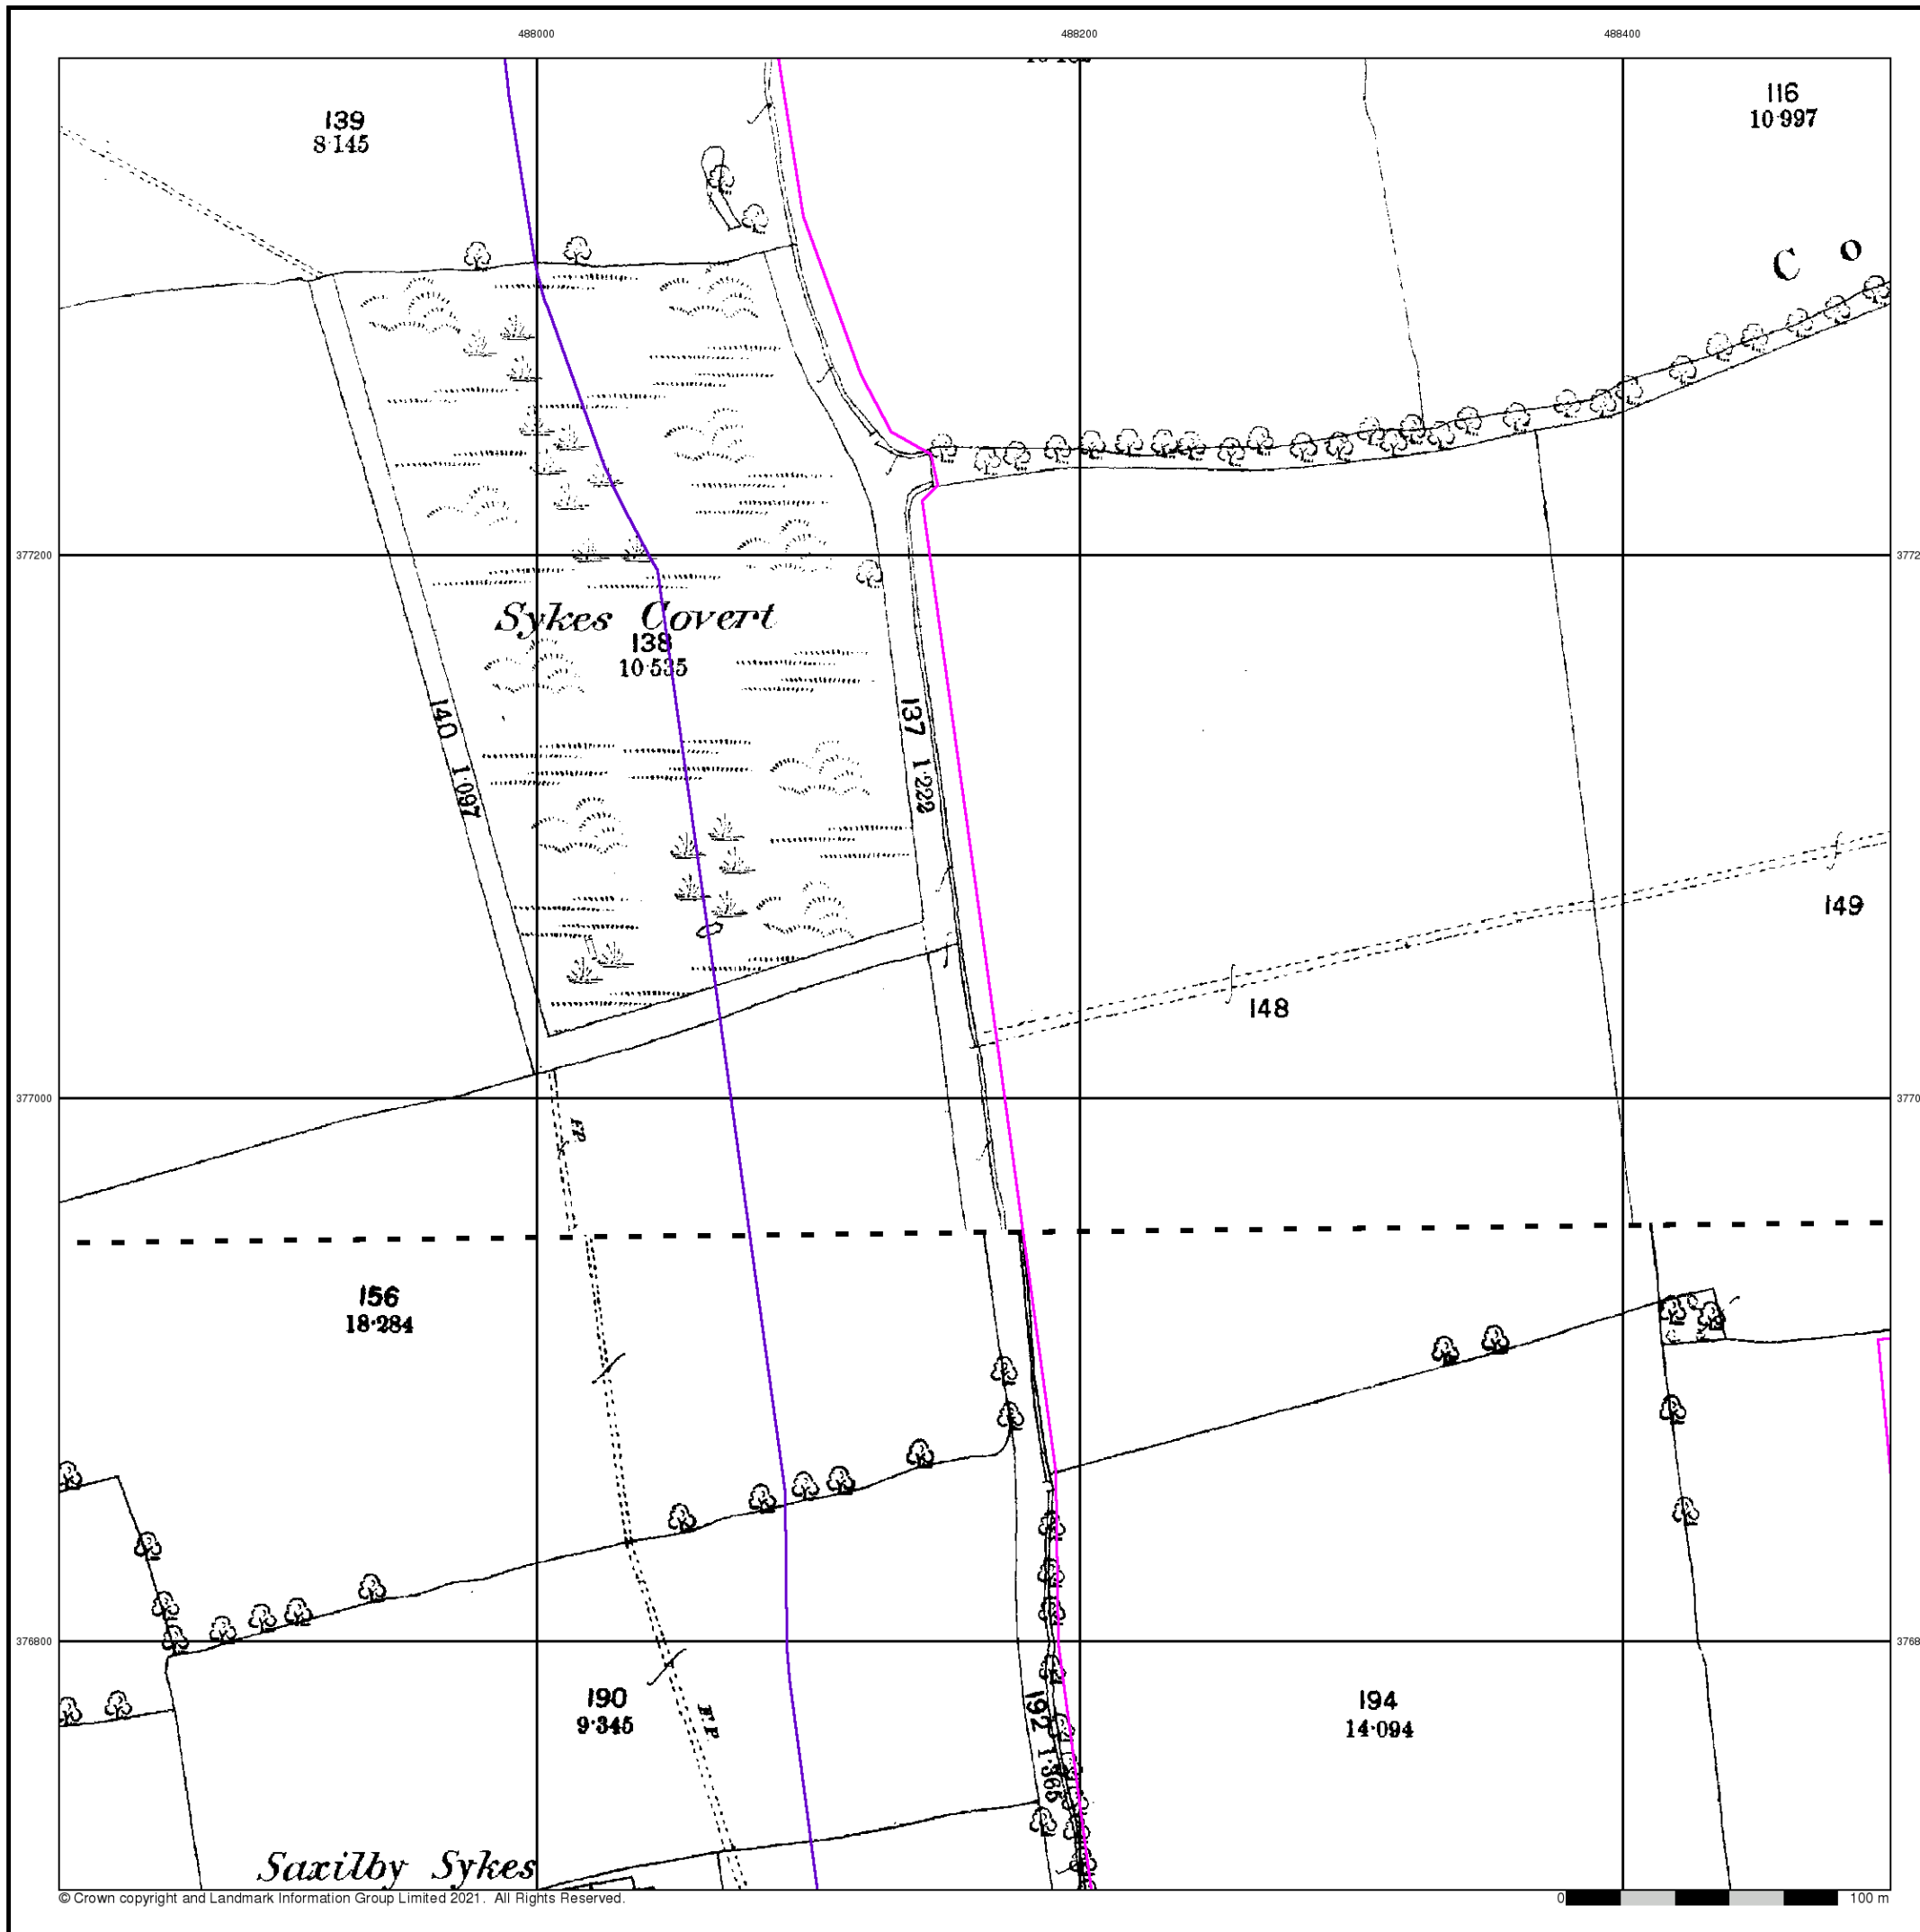 488000 488200 488400
139
8·145
116
10·997
C o
377200
Sykes Covert
138
10·535
140 1·097
137 1·222
149
148
377000
F.P.
156
18·284
376800
190
9·345
F.P.
192 1·366
194
14·094
Saxilby Sykes
© Crown copyright and Landmark Information Group Limited 2021. All Rights Reserved.
0 100 m